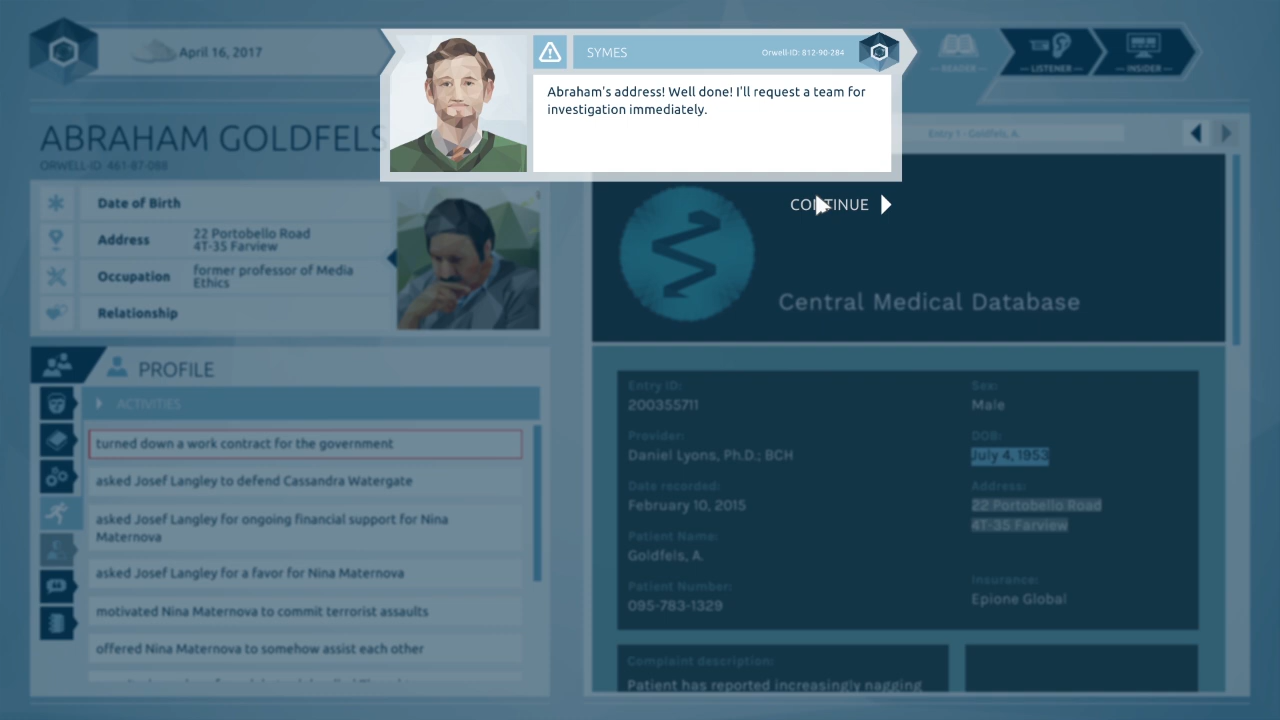 April 16, 2017
SYMES
Orwell-ID: 812-90-284
READER
LISTENER
INSIDER
Abraham's address! Well done! I'll request a team for
investigation immediately.
CONTINUE
ABRAHAM GOLDFELS
ORWELL-ID: 461-87-088
Date of Birth
Address
22 Portobello Road
4T-35 Farview
Occupation
former professor of Media
Ethics
Relationship
PROFILE
ACTIVITIES
turned down a work contract for the government
asked Josef Langley to defend Cassandra Watergate
asked Josef Langley for ongoing financial support for Nina
Maternova
asked Josef Langley for a favor for Nina Maternova
motivated Nina Maternova to commit terrorist assaults
offered Nina Maternova to somehow assist each other
Entry 1 - Goldfels, A.
Central Medical Database
Entry ID:
200355711
Provider:
Daniel Lyons, Ph.D.; BCH
Date recorded:
February 10, 2015
Patient Name:
Goldfels, A.
Patient Number:
095-783-1329
Sex:
Male
DOB:
July 4, 1953
Address:
22 Portobello Road
4T-35 Farview
Insurance:
Epione Global
Complaint description:
Patient has reported increasingly nagging